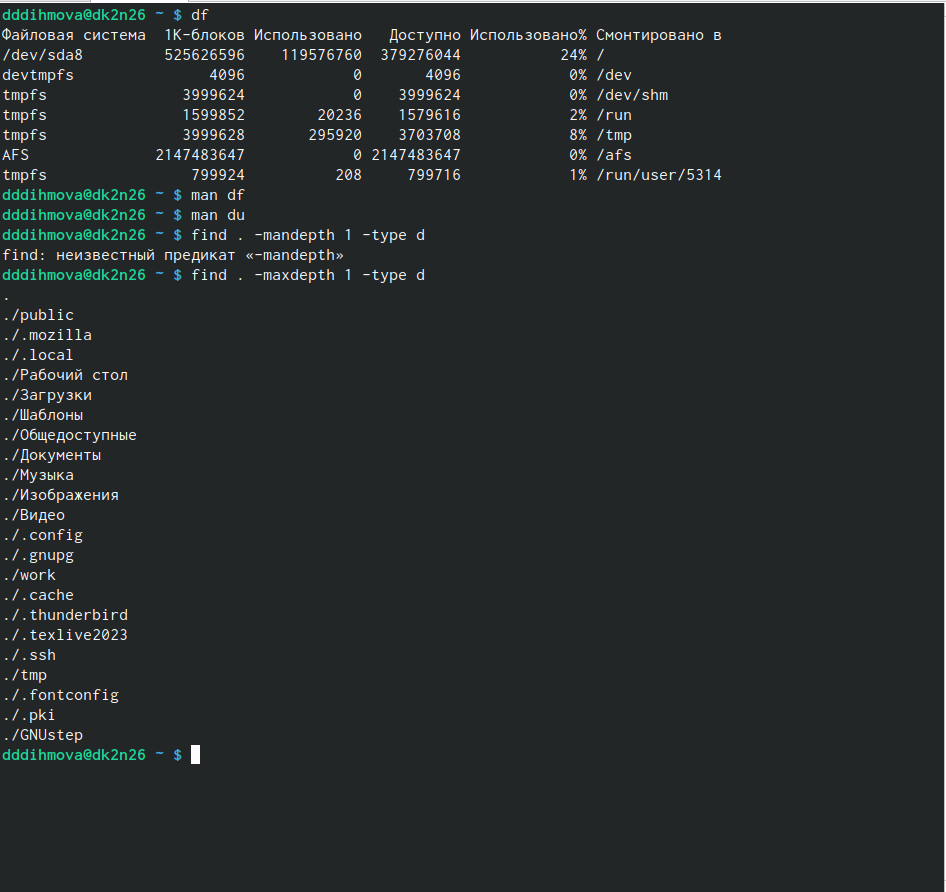 dddihmova@dk2n26 ~ $ df
Файловая система  1K-блоков Использовано   Доступно Использовано% Смонтировано в
/dev/sda8         525626596    119576760  379276044           24% /
devtmpfs               4096            0       4096            0% /dev
tmpfs               3999624            0    3999624            0% /dev/shm
tmpfs               1599852        20236    1579616            2% /run
tmpfs               3999628       295920    3703708            8% /tmp
AFS              2147483647            0 2147483647            0% /afs
tmpfs                799924          208     799716            1% /run/user/5314
dddihmova@dk2n26 ~ $ man df
dddihmova@dk2n26 ~ $ man du
dddihmova@dk2n26 ~ $ find . -mandepth 1 -type d
find: неизвестный предикат «-mandepth»
dddihmova@dk2n26 ~ $ find . -maxdepth 1 -type d
.
./public
./.mozilla
./.local
./Рабочий стол
./Загрузки
./Шаблоны
./Общедоступные
./Документы
./Музыка
./Изображения
./Видео
./.config
./.gnupg
./work
./.cache
./.thunderbird
./.texlive2023
./.ssh
./tmp
./.fontconfig
./.pki
./GNUstep
dddihmova@dk2n26 ~ $